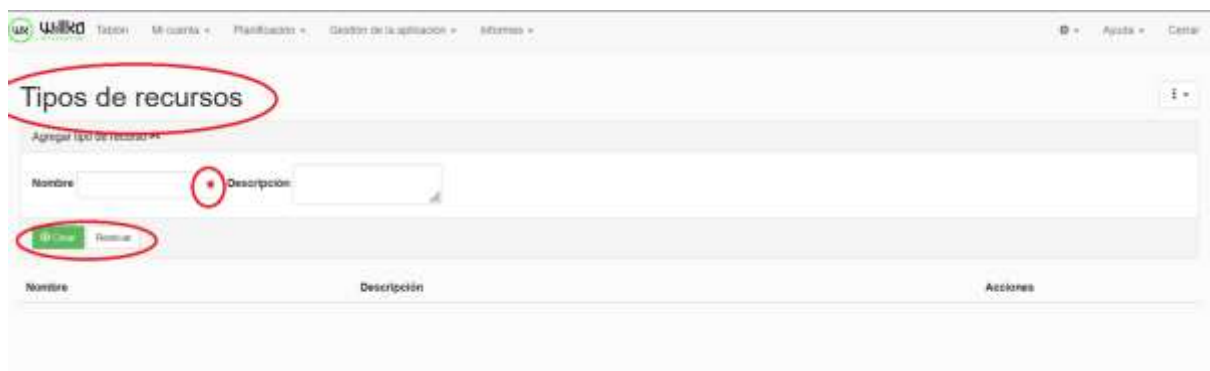 WX Willka Tablón Mi cuenta Planificación Gestión de la aplicación Informes Ayuda Cerrar
Tipos de recursos
Agregar tipo de recurso
Nombre * Descripción
Crear
Nombre Descripción Acciones